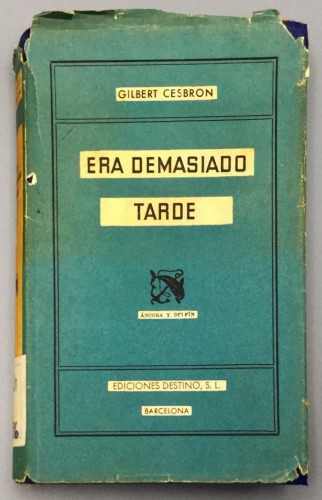 GILBERT CESBRON
ERA DEMASIADO
TARDE
ÁNCORA Y DELFÍN
EDICIONES DESTINO, S. L.
BARCELONA